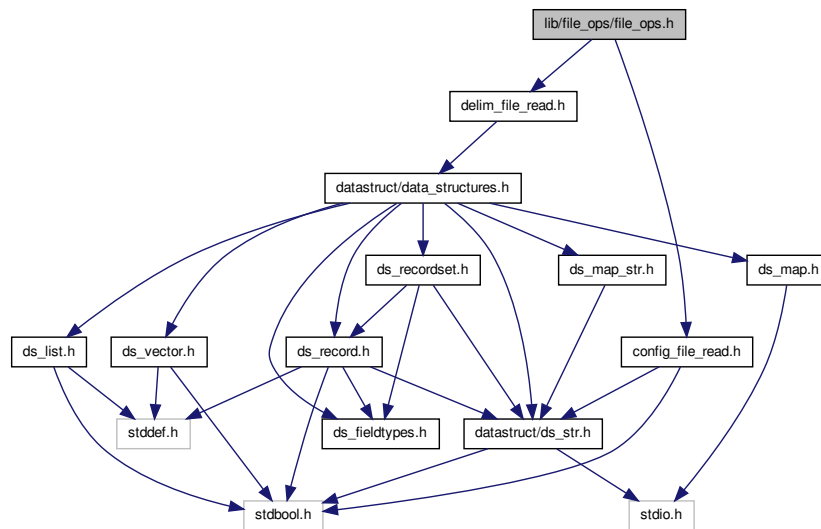 lib/file_ops/file_ops.h
delim_file_read.h
datastruct/data_structures.h
ds_recordset.h
ds_map_str.h
ds_map.h
ds_list.h
ds_vector.h
ds_record.h
config_file_read.h
stddef.h
ds_fieldtypes.h
datastruct/ds_str.h
stdbool.h
stdio.h